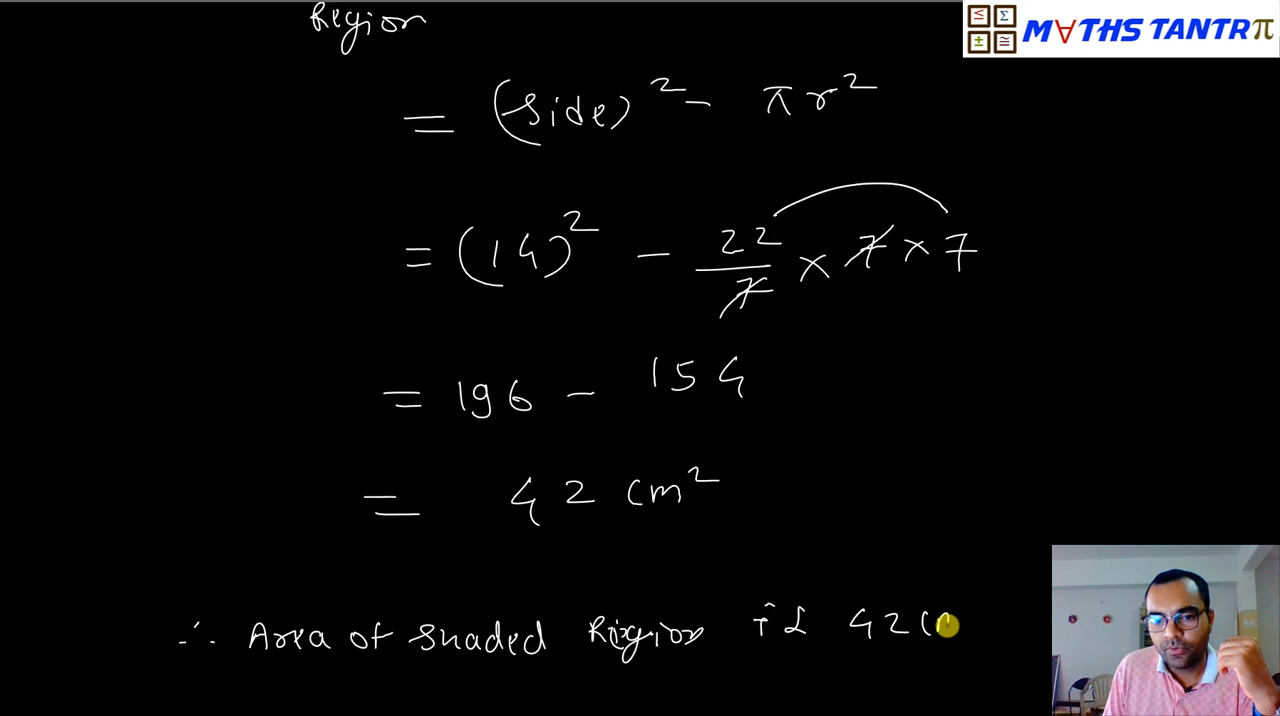 Region
≤ Σ ± ≅ M∀THS TANTRπ
= (Side)² - πr²
= (14)² - 22/7 × 7 × 7
= 196 - 154
= 42 cm²
∴ Area of Shaded Region is 42 c